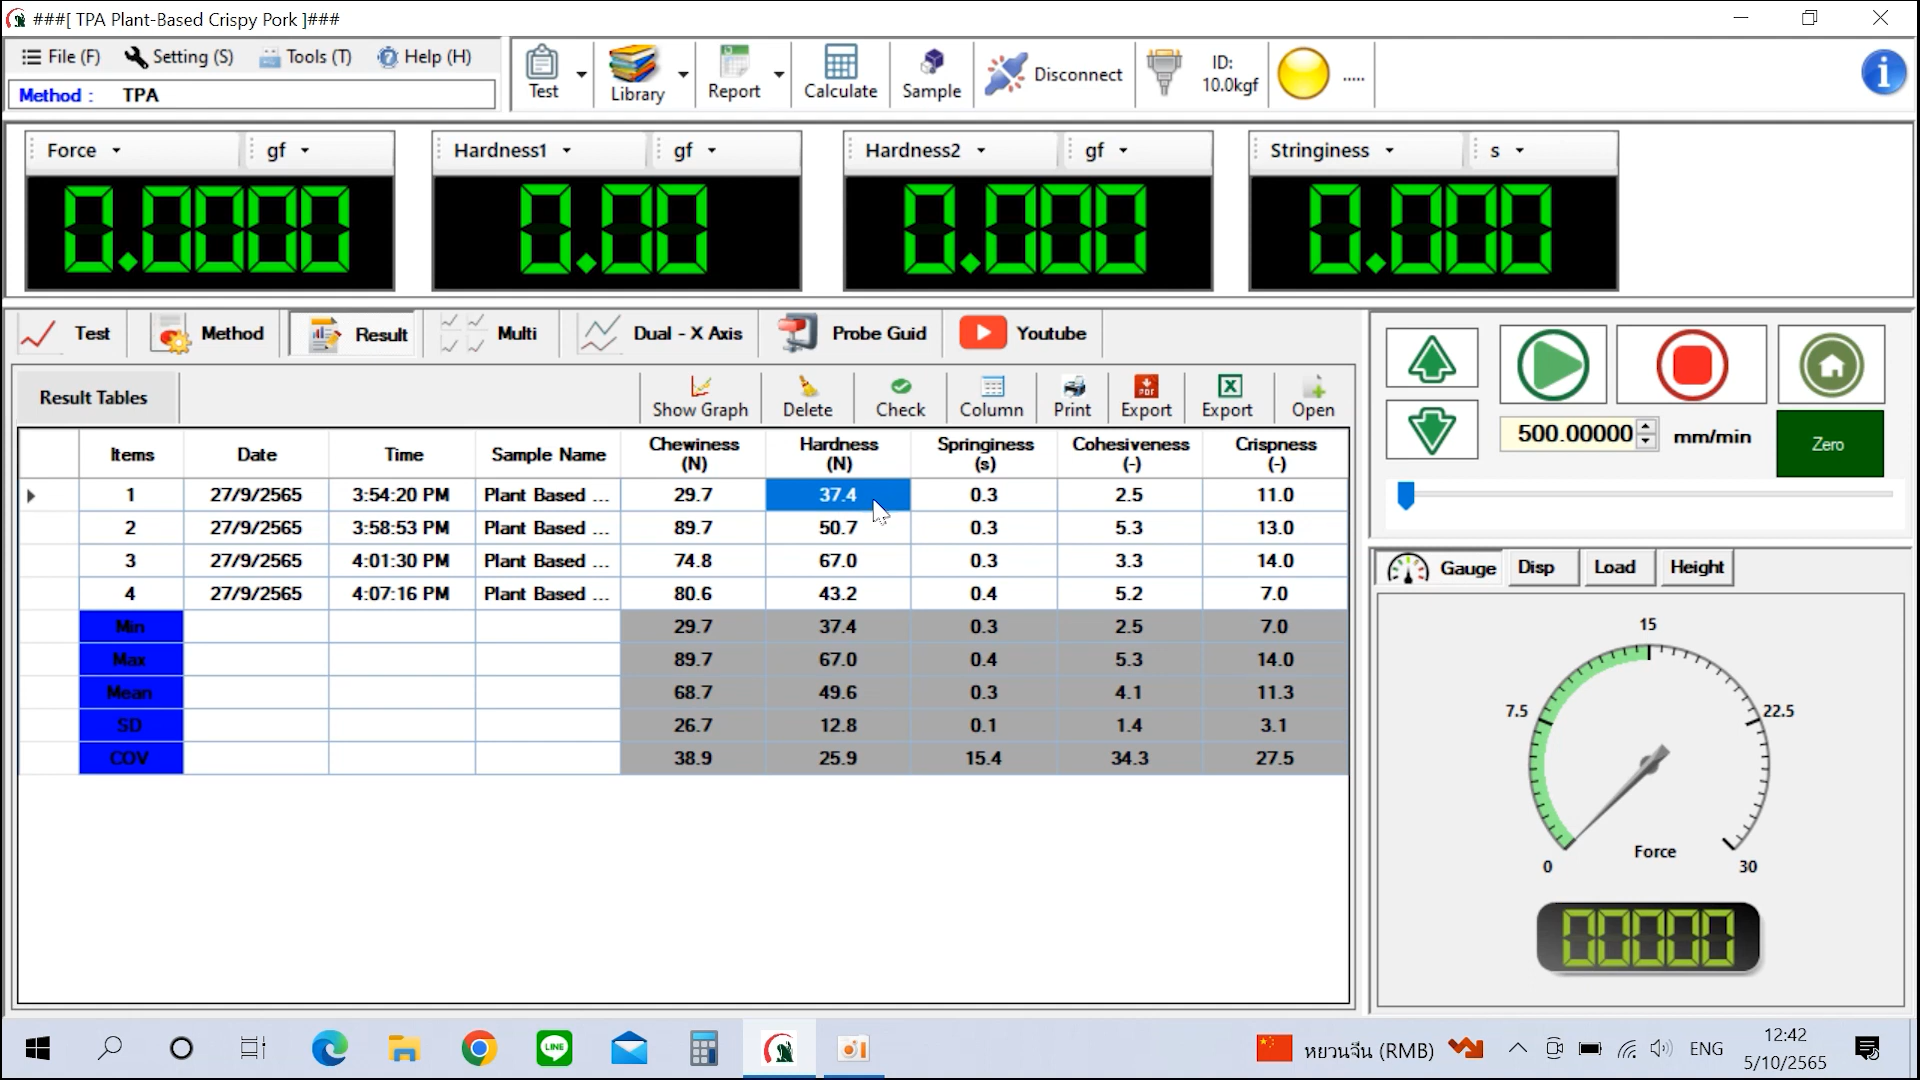 ###[ TPA Plant-Based Crispy Pork ]###
File (F) Setting (S) Tools (T) Help (H)
Method : TPA
Test Library Report Calculate Sample Disconnect ID: 10.0kgf .....
Force gf Hardness1 gf Hardness2 gf Stringiness s
0.0000 0.00 0.000 0.000
Test Method Result Multi Dual - X Axis Probe Guid Youtube
Result Tables Show Graph Delete Check Column Print PDF Export Export Open
500.00000 mm/min Zero
Items Date Time Sample Name Chewiness (N) Hardness (N) Springiness (s) Cohesiveness (-) Crispness (-)
1 27/9/2565 3:54:20 PM Plant Based ... 29.7 37.4 0.3 2.5 11.0
2 27/9/2565 3:58:53 PM Plant Based ... 89.7 50.7 0.3 5.3 13.0
3 27/9/2565 4:01:30 PM Plant Based ... 74.8 67.0 0.3 3.3 14.0
4 27/9/2565 4:07:16 PM Plant Based ... 80.6 43.2 0.4 5.2 7.0
Min 29.7 37.4 0.3 2.5 7.0
Max 89.7 67.0 0.4 5.3 14.0
Mean 68.7 49.6 0.3 4.1 11.3
SD 26.7 12.8 0.1 1.4 3.1
COV 38.9 25.9 15.4 34.3 27.5
Gauge Disp Load Height
15
7.5 22.5
Force
0 30
00000
LINE
หยวนจีน (RMB) ENG 12:42
5/10/2565